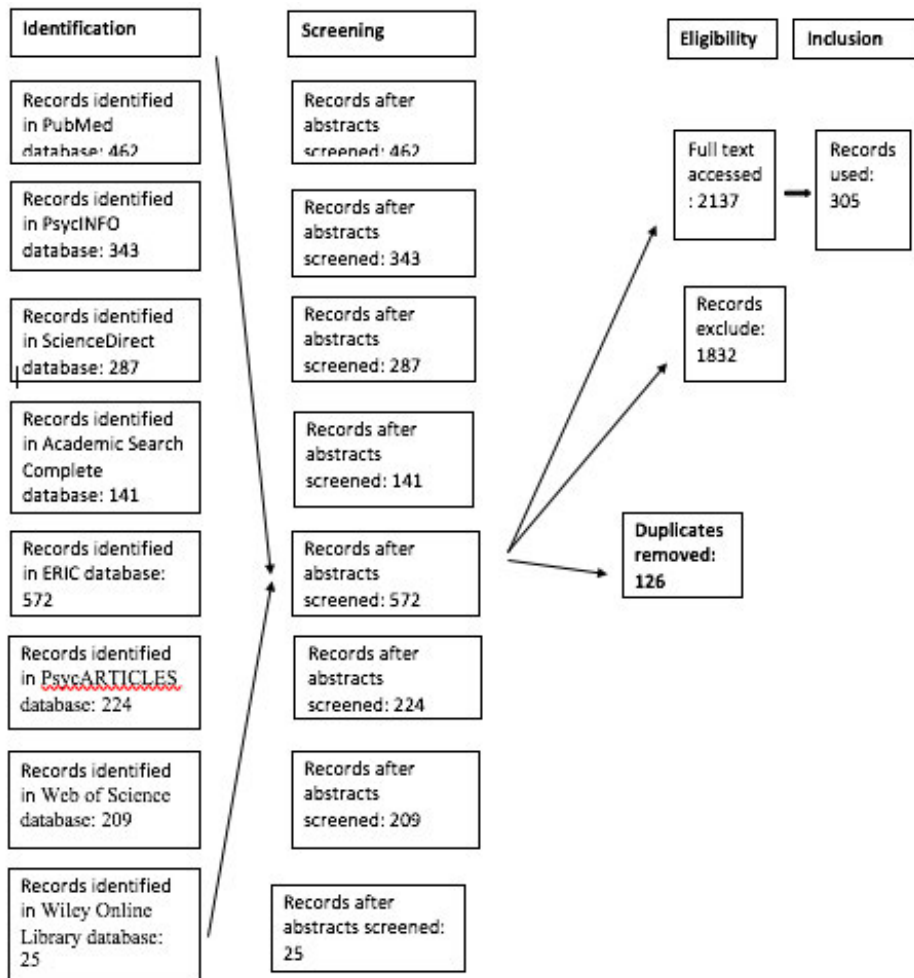 Identification
Records identified
in PubMed
database: 462
Records identified
in PsycINFO
database: 343
Records identified
in ScienceDirect
database: 287
Records identified
in Academic Search
Complete
database: 141
Records identified
in ERIC database:
572
Records identified
in PsycARTICLES
database: 224
Records identified
in Web of Science
database: 209
Records identified
in Wiley Online
Library database:
25
Screening
Records after
abstracts
screened: 462
Records after
abstracts
screened: 343
Records after
abstracts
screened: 287
Records after
abstracts
screened: 141
Records after
abstracts
screened: 572
Records after
abstracts
screened: 224
Records after
abstracts
screened: 209
Records after
abstracts screened:
25
Eligibility
Full text
accessed
: 2137
Records
exclude:
1832
Duplicates
removed:
126
Inclusion
Records
used:
305